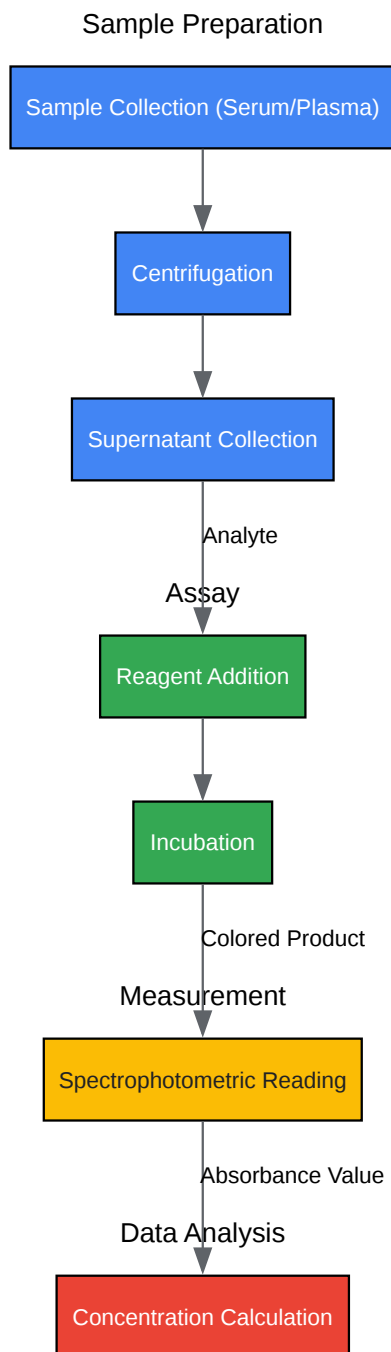 Sample Preparation
Sample Collection (Serum/Plasma)
Centrifugation
Supernatant Collection
Analyte
Assay
Reagent Addition
Incubation
Colored Product
Measurement
Spectrophotometric Reading
Absorbance Value
Data Analysis
Concentration Calculation